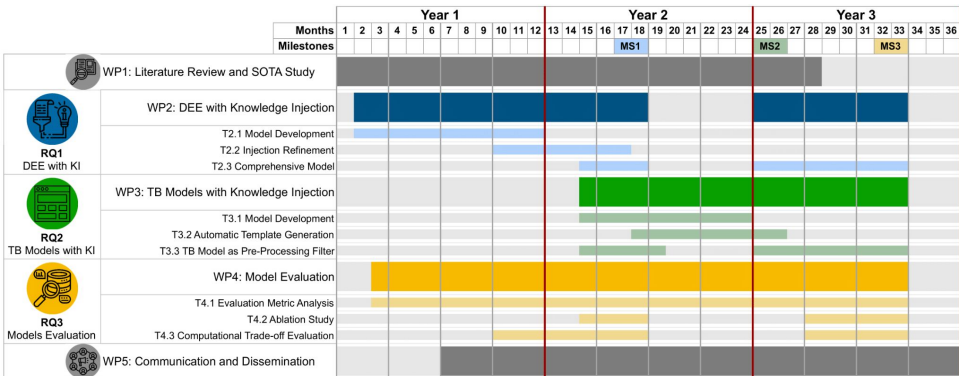 Year 1 Year 2 Year 3
Months 1 2 3 4 5 6 7 8 9 10 11 12 13 14 15 16 17 18 19 20 21 22 23 24 25 26 27 28 29 30 31 32 33 34 35 36
Milestones MS1 MS2 MS3
WP1: Literature Review and SOTA Study
WP2: DEE with Knowledge Injection
T2.1 Model Development
T2.2 Injection Refinement
T2.3 Comprehensive Model
RQ1
DEE with KI
WP3: TB Models with Knowledge Injection
T3.1 Model Development
T3.2 Automatic Template Generation
T3.3 TB Model as Pre-Processing Filter
RQ2
TB Models with KI
WP4: Model Evaluation
T4.1 Evaluation Metric Analysis
T4.2 Ablation Study
T4.3 Computational Trade-off Evaluation
RQ3
Models Evaluation
WP5: Communication and Dissemination